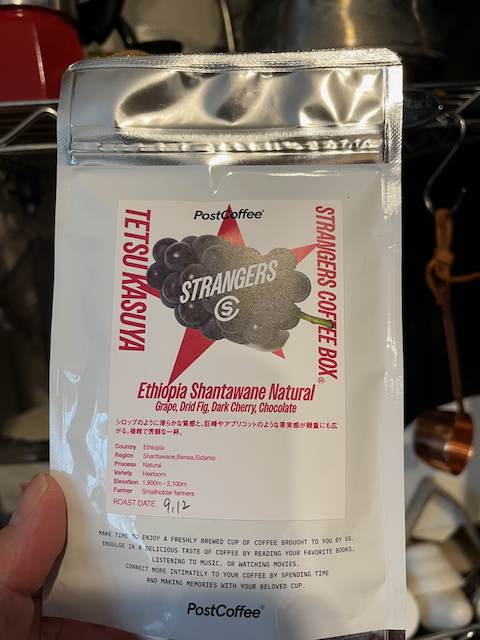 PostCoffee®
TETSU KASUYA
STRANGERS
CS
STRANGERS COFFEE BOX®
Ethiopia Shantawane Natural
Grape, Drid Fig, Dark Cherry, Chocolate
シロップのように滑らかな質感と、巨峰やアプリコットのような果実感が幾重にも広
がる。複雑で芳醇な一杯。
Country Ethiopia
Region Shantawane,Bensa,Sidamo
Process Natural
Variety Heirloom
Elevation 1,900m - 2,100m
Farmer Smallholder farmers
ROAST DATE. 9.12
MAKE TIME TO ENJOY A FRESHLY BREWED CUP OF COFFEE BROUGHT TO YOU BY US.
ENDULGE IN A DELICIOUS TASTE OF COFFEE BY READING YOUR FAVORITE BOOKS,
LISTENING TO MUSIC, OR WATCHING MOVIES.
CONNECT MORE INTIMATELY TO YOUR COFFEE BY SPENDING TIME
AND MAKING MEMORIES WITH YOUR BELOVED CUP.
PostCoffee®